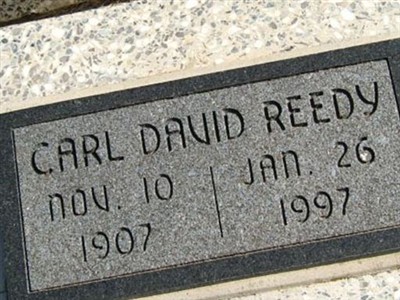 CARL DAVID REEDY
NOV. 10 JAN. 26
1907 1997